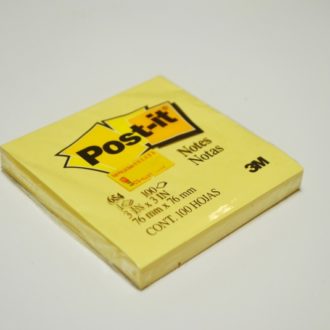 Post-it
Notes
Notas
3M
654 100
3 IN x 3 IN
76 mm x 76 mm
CONT. 100 HOJAS